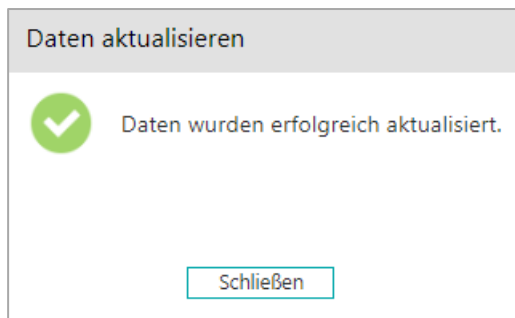 Daten aktualisieren
Daten wurden erfolgreich aktualisiert.
Schließen